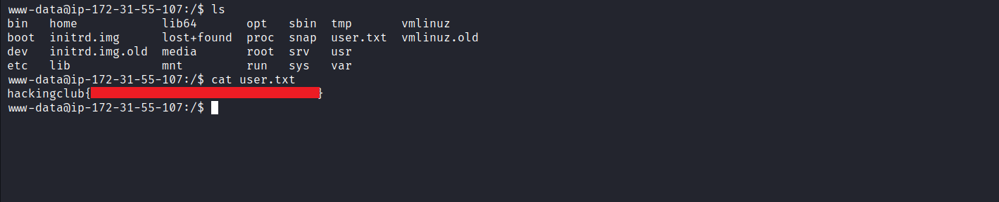 www-data@ip-172-31-55-107:/$ ls
bin   home            lib64       opt   sbin  tmp       vmlinuz
boot  initrd.img      lost+found  proc  snap  user.txt  vmlinuz.old
dev   initrd.img.old  media       root  srv   usr
etc   lib             mnt         run   sys   var
www-data@ip-172-31-55-107:/$ cat user.txt
hackingclub{}
www-data@ip-172-31-55-107:/$